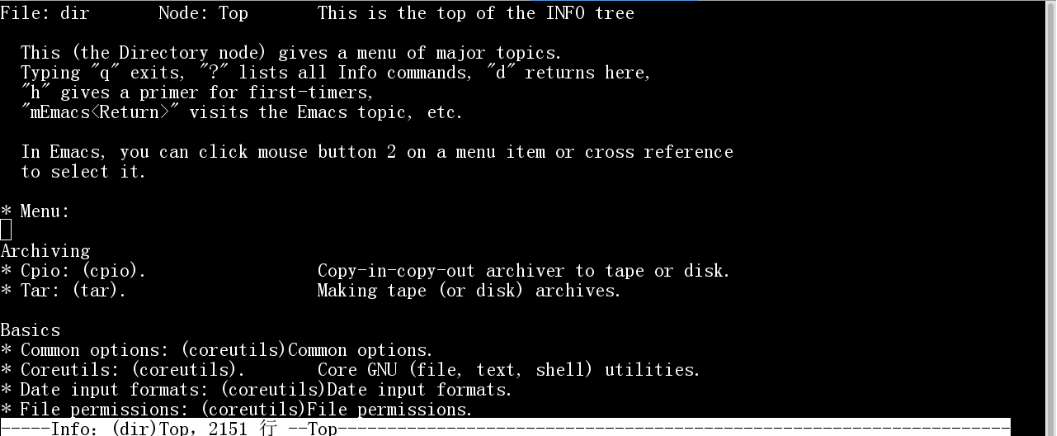 File: dir       Node: Top       This is the top of the INFO tree
This (the Directory node) gives a menu of major topics.
Typing "q" exits, "?" lists all Info commands, "d" returns here,
"h" gives a primer for first-timers,
"mEmacs<Return>" visits the Emacs topic, etc.
In Emacs, you can click mouse button 2 on a menu item or cross reference
to select it.
* Menu:
Archiving
* Cpio: (cpio).                 Copy-in-copy-out archiver to tape or disk.
* Tar: (tar).                   Making tape (or disk) archives.
Basics
* Common options: (coreutils)Common options.
* Coreutils: (coreutils).       Core GNU (file, text, shell) utilities.
* Date input formats: (coreutils)Date input formats.
* File permissions: (coreutils)File permissions.
-----Info: (dir)Top, 2151 行 --Top-----------------------------------------------------------------